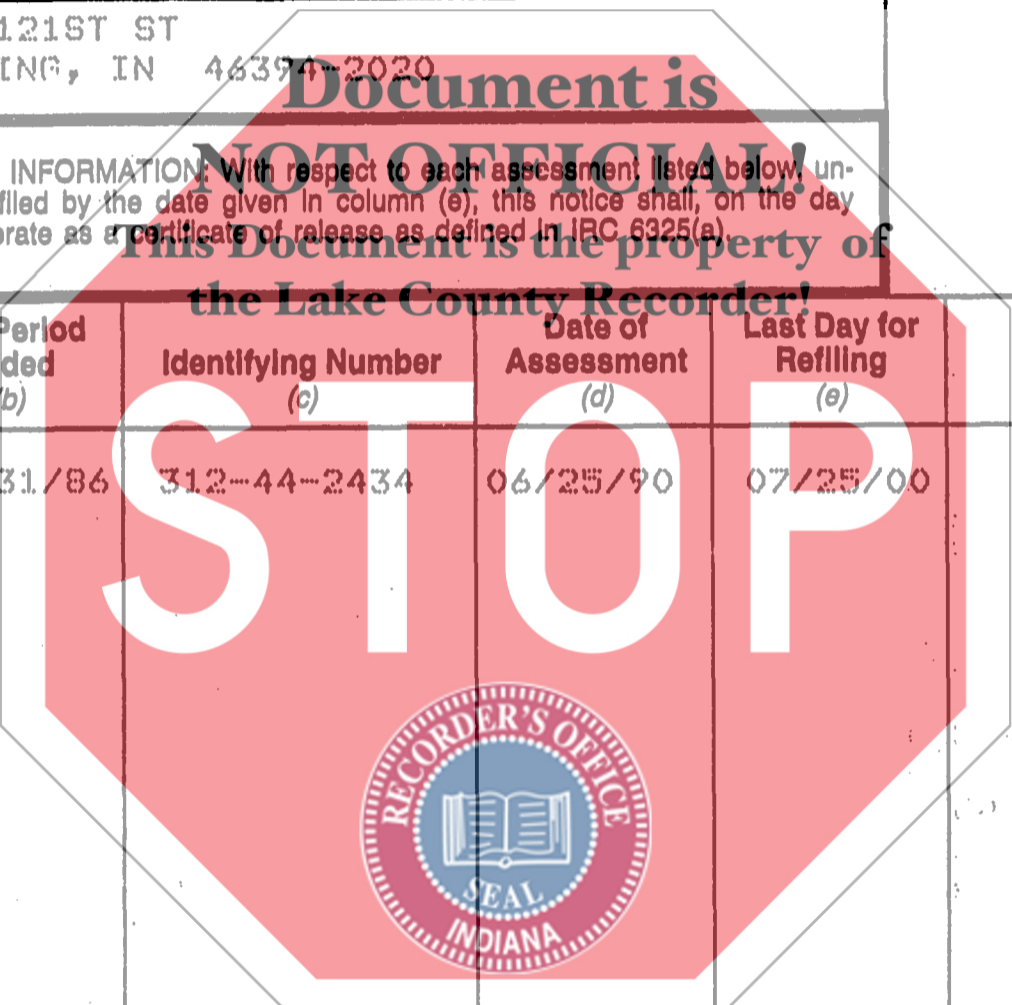 121ST ST
ING, IN 46394-2020
Document is
NOT OFFICIAL!
This Document is the property of
the Lake County Recorder!
INFORMATION: With respect to each assessment listed below, un-
filed by the date given in column (e), this notice shall, on the day
erate as a certificate of release as defined in IRC 6325(a).
Period
ded
(b)
Identifying Number
(c)
Date of
Assessment
(d)
Last Day for
Refiling
(e)
31/86 312-44-2434 06/25/90 07/25/00
STOP
RECORDER'S OFFICE
SEAL
INDIANA